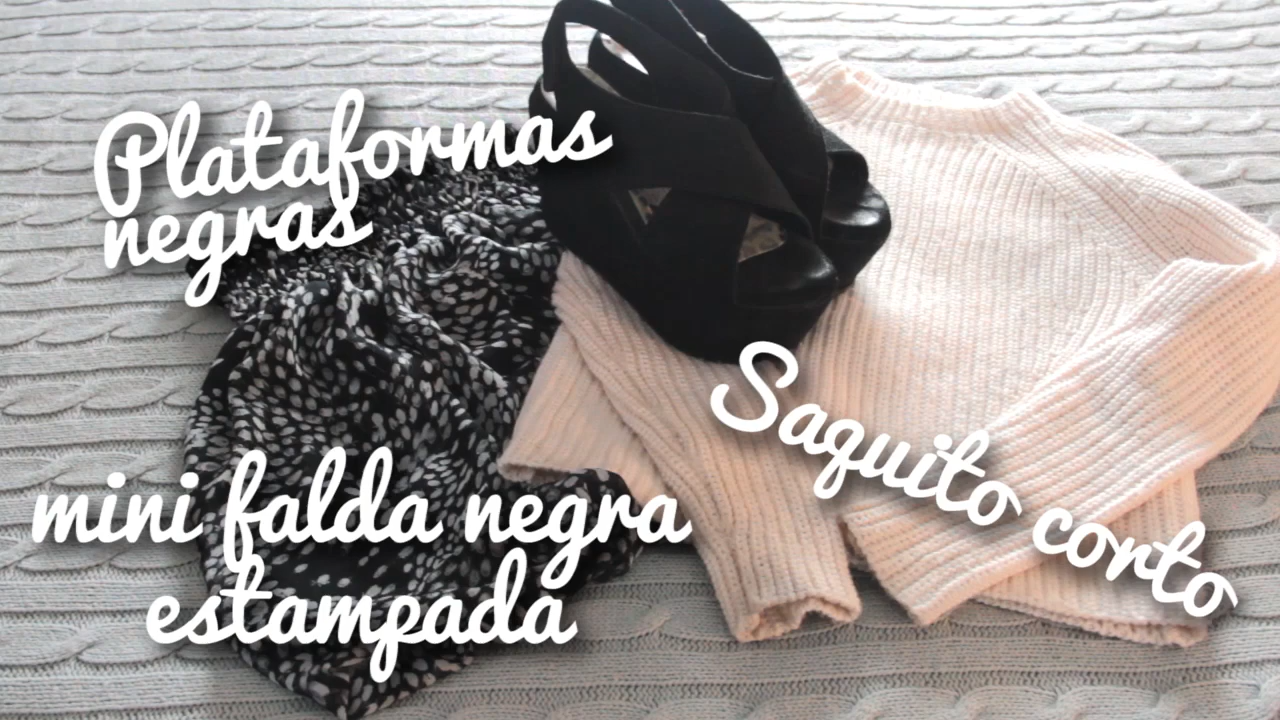 Plataformas
negras
mini falda negra
estampada
Saquito corto